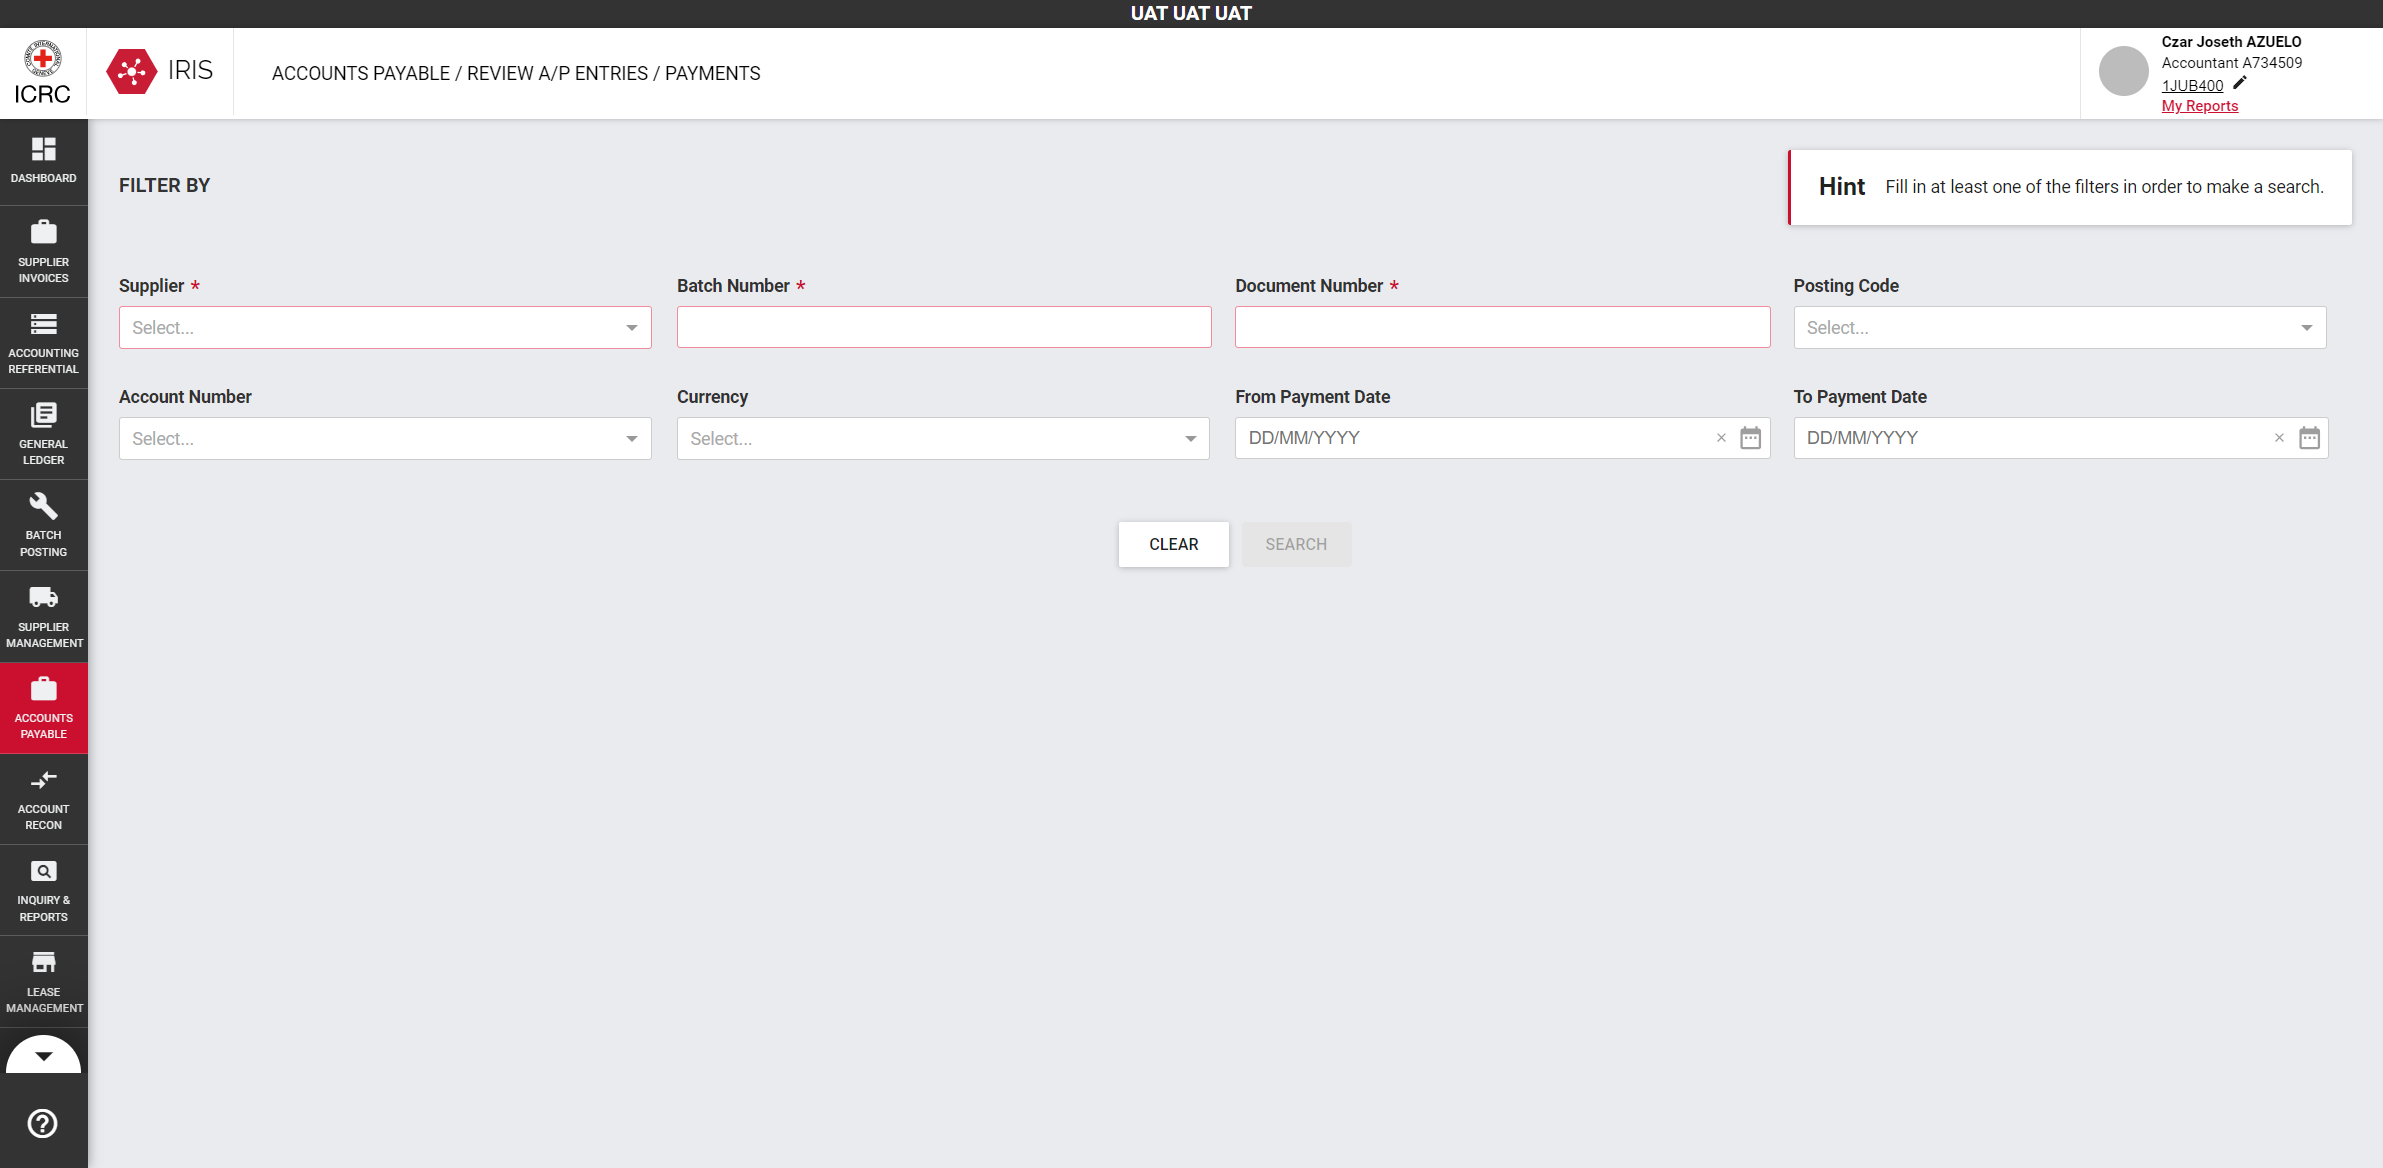 UAT UAT UAT
ICRC
IRIS
ACCOUNTS PAYABLE / REVIEW A/P ENTRIES / PAYMENTS
Czar Joseth AZUELO
Accountant A734509
1JUB400
My Reports
DASHBOARD
SUPPLIER
INVOICES
ACCOUNTING
REFERENTIAL
GENERAL
LEDGER
BATCH
POSTING
SUPPLIER
MANAGEMENT
ACCOUNTS
PAYABLE
ACCOUNT
RECON
INQUIRY &
REPORTS
LEASE
MANAGEMENT
FILTER BY
Hint Fill in at least one of the filters in order to make a search.
Supplier * Batch Number * Document Number * Posting Code
Select... Select...
Account Number Currency From Payment Date To Payment Date
Select... Select... DD/MM/YYYY × DD/MM/YYYY ×
CLEAR SEARCH